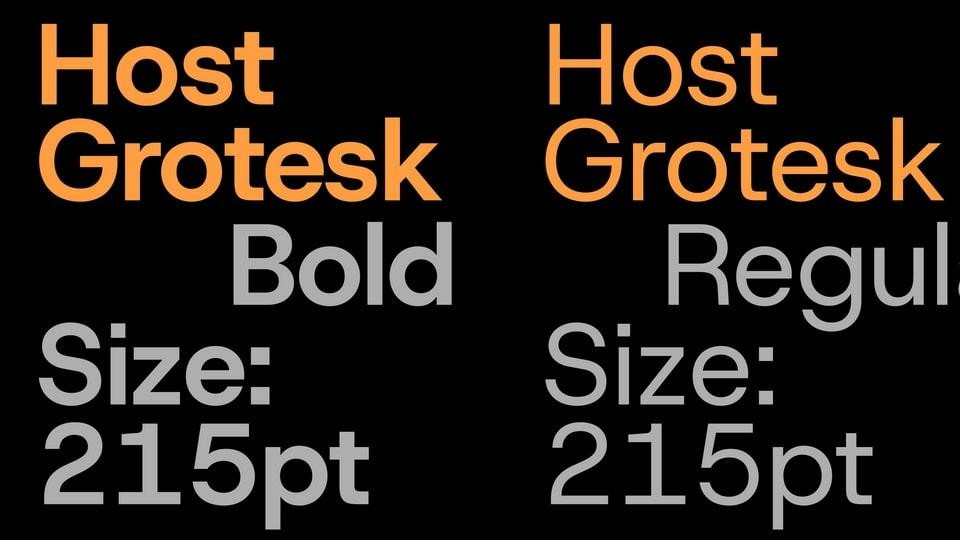 Host
Grotesk
Bold
Size:
215pt
Host
Grotesk
Regula
Size:
215pt